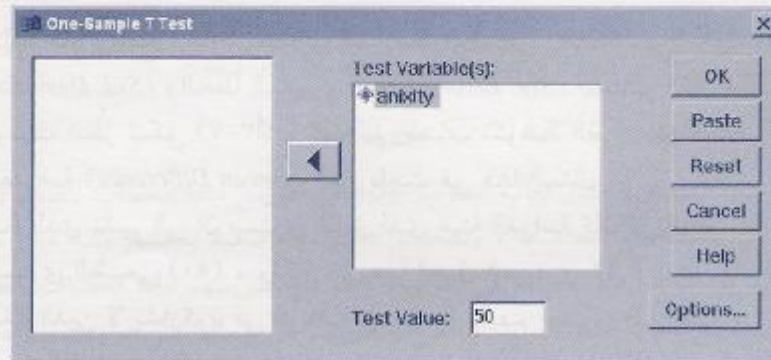 One-Sample T Test
Test Variable(s):
anixity
OK
Paste
Reset
Cancel
Help
Options...
Test Value: 50